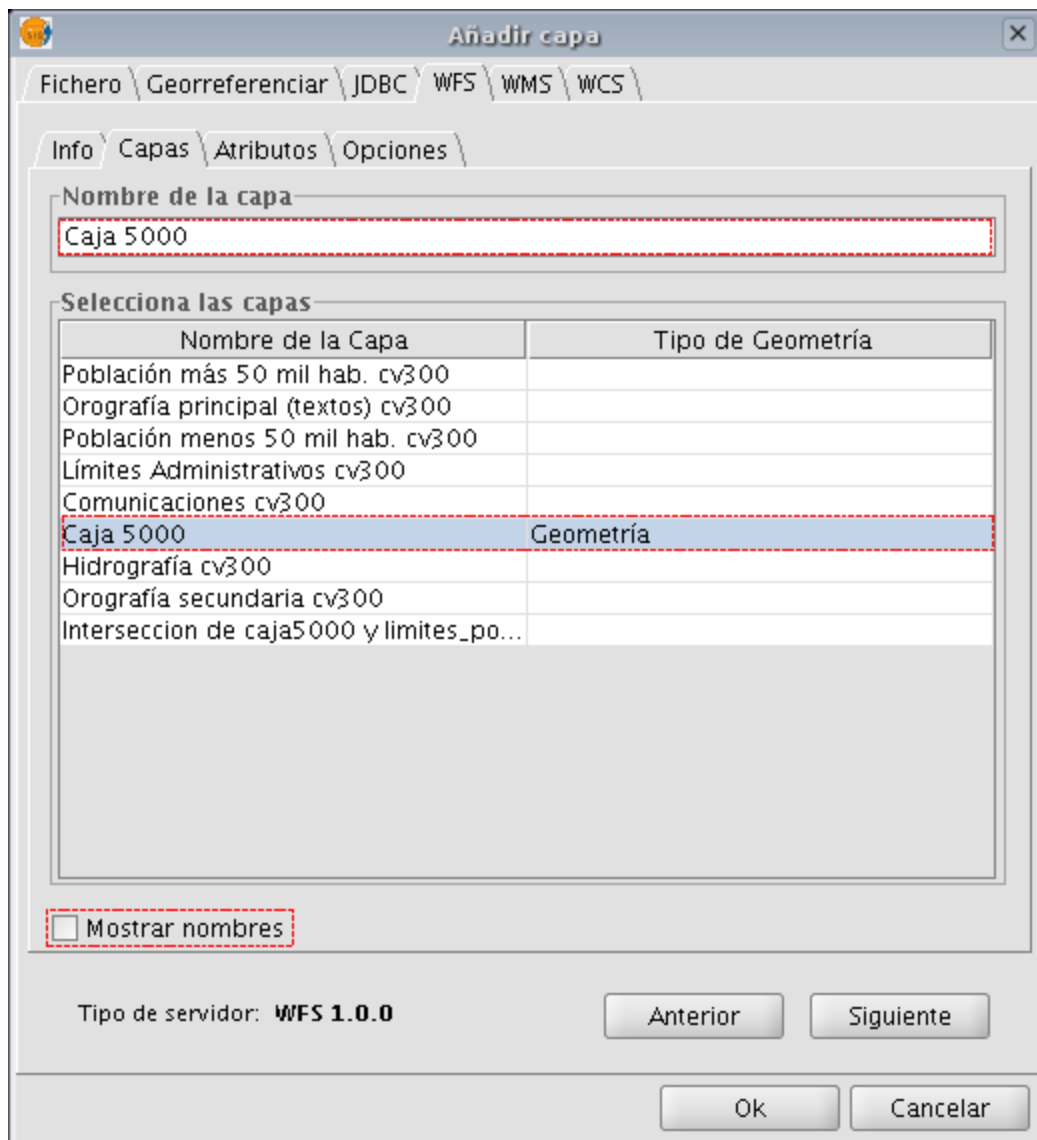 Añadir capa
Fichero Georreferenciar JDBC WFS WMS WCS
Info Capas Atributos Opciones
Nombre de la capa
Caja 5000
Selecciona las capas
Nombre de la Capa Tipo de Geometría
Población más 50 mil hab. cv300
Orografía principal (textos) cv300
Población menos 50 mil hab. cv300
Límites Administrativos cv300
Comunicaciones cv300
Caja 5000 Geometría
Hidrografía cv300
Orografía secundaria cv300
Interseccion de caja5000 y limites_po...
Mostrar nombres
Tipo de servidor: WFS 1.0.0 Anterior Siguiente
Ok Cancelar